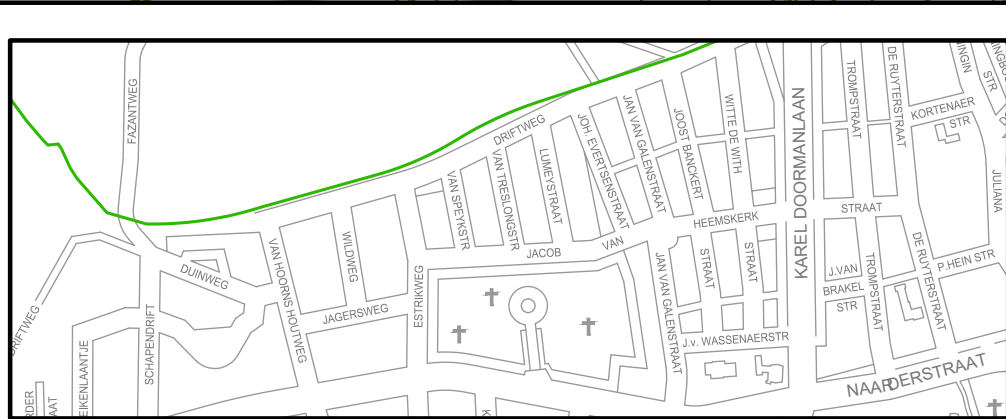 FAZANTWEG
DRIFTWEG
VAN SPEYKSTR
VAN TRESLONGSTR
LUMEYSTRAAT
JOH. EVERTSENSTRAAT
JAN VAN GALENSTRAAT
JOOST BANCKERT
WITTE DE WITH
KAREL DOORMANLAAN
TROMPSTRAAT
DE RUYTERSTRAAT
KORTENAER
STR
STR
JULIANA
JACOB
VAN
HEEMSKERK
STRAAT
DUINWEG
VAN HOORNS HOUTWEG
WILDWEG
JAGERSWEG
ESTRIKWEG
SCHAPENDRIFT
EIKENLAANTJE
DRIFTWEG
JAN VAN GALENSTRAAT
STRAAT
STRAAT
J.v. WASSENAERSTR
J.VAN
BRAKEL
STR
TROMPSTRAAT
DE RUYTERSTRAAT
P.HEIN STR
NAARDERSTRAAT